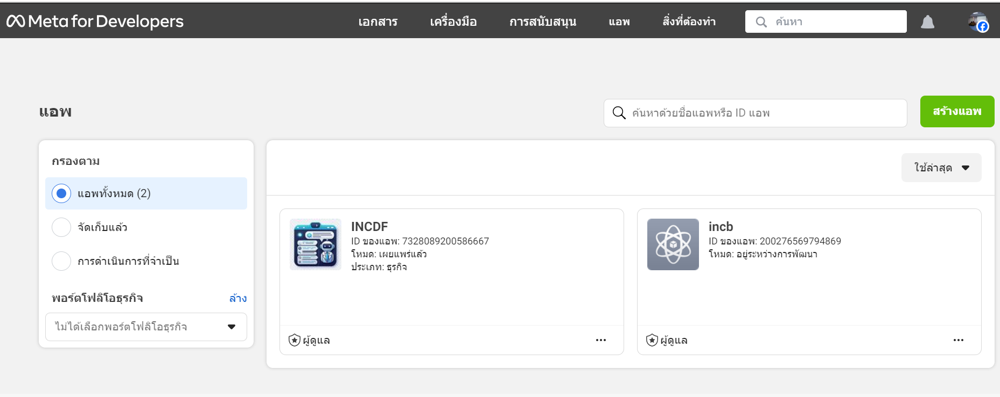 Meta for Developers
เอกสาร
เครื่องมือ
การสนับสนุน
แอพ
สิ่งที่ต้องทำ
ค้นหา
แอพ
ค้นหาด้วยชื่อแอพหรือ ID แอพ
สร้างแอพ
กรองตาม
แอพทั้งหมด (2)
จัดเก็บแล้ว
การดำเนินการที่จำเป็น
พอร์ตโฟลิโอธุรกิจ
ล้าง
ไม่ได้เลือกพอร์ตโฟลิโอธุรกิจ
ใช้ล่าสุด
INCDF
ID ของแอพ: 7328089200586667
โหมด: เผยแพร่แล้ว
ประเภท: ธุรกิจ
ผู้ดูแล
incb
ID ของแอพ: 200276569794869
โหมด: อยู่ระหว่างการพัฒนา
ผู้ดูแล